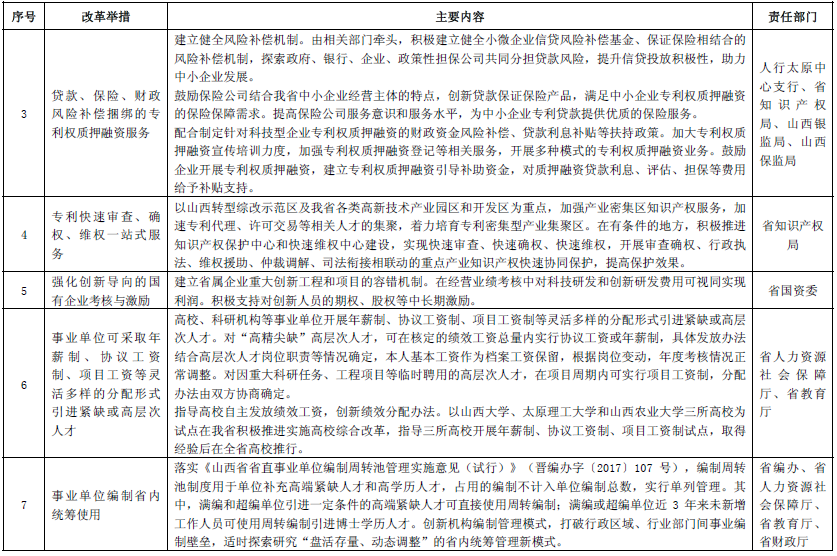 序号
改革举措
主要内容
责任部门
3
贷款、保险、财政
风险补偿捆绑的专
利权质押融资服务
建立健全风险补偿机制。由相关部门牵头，积极建立健全小微企业信贷风险补偿基金、保证保险相结合的
风险补偿机制，探索政府、银行、企业、政策性担保公司共同分担贷款风险，提升信贷投放积极性，助力
中小企业发展。
鼓励保险公司结合我省中小企业经营主体的特点，创新贷款保证保险产品，满足中小企业专利权质押融资
的保险保障需求。提高保险公司服务意识和服务水平，为中小企业专利贷款提供优质的保险服务。
配合制定针对科技型企业专利权质押融资的财政资金风险补偿、贷款利息补贴等扶持政策。加大专利权质
押融资宣传培训力度，加强专利权质押融资登记等相关服务，开展多种模式的专利权质押融资业务。鼓励
企业开展专利权质押融资，建立专利权质押融资引导补助资金，对质押融资贷款利息、评估、担保等费用
给予补贴支持。
人行太原中
心支行、省
知识产权
局、山西银
监局、山西
保监局
4
专利快速审查、确
权、维权一站式服
务
以山西转型综改示范区及我省各类高新技术产业园区和开发区为重点，加强产业密集区知识产权服务，加
速专利代理、许可交易等相关人才的集聚，着力培育专利密集型产业集聚区。在有条件的地方，积极推进
知识产权保护中心和快速维权中心建设，实现快速审查、快速确权、快速维权，开展审查确权、行政执
法、维权援助、仲裁调解、司法衔接相联动的重点产业知识产权快速协同保护，提高保护效果。
省知识产权
局
5
强化创新导向的国
有企业考核与激励
建立省属企业重大创新工程和项目的容错机制。在经营业绩考核中对科技研发和创新研发费用可视同实现
利润。积极支持对创新人员的期权、股权等中长期激励。
省国资委
6
事业单位可采取年
薪制、协议工资
制、项目工资等灵
活多样的分配形式
引进紧缺或高层次
人才
高校、科研机构等事业单位开展年薪制、协议工资制、项目工资制等灵活多样的分配形式引进紧缺或高层
次人才。对“高精尖缺”高层次人才，可在核定的绩效工资总量内实行协议工资或年薪制，具体发放办法
结合高层次人才岗位职责等情况确定，本人基本工资作为档案工资保留，根据岗位变动，年度考核情况正
常调整。对因重大科研任务、工程项目等临时聘用的高层次人才，在项目周期内可实行项目工资制，分配
办法由双方协商确定。
指导高校自主发放绩效工资，创新绩效分配办法。以山西大学、太原理工大学和山西农业大学三所高校为
试点在我省积极推进实施高校综合改革，指导三所高校开展年薪制、协议工资制、项目工资制试点，取得
经验后在全省高校推行。
省人力资源
社会保障
厅、省教育
厅
7
事业单位编制省内
统筹使用
落实《山西省省直事业单位编制周转池管理实施意见（试行）》（晋编办字〔2017〕107 号），编制周转
池制度用于单位补充高端紧缺人才和高学历人才，占用的编制不计入单位编制总数，实行单列管理。其
中，满编和超编单位引进一定条件的高端紧缺人才可直接使用周转编制；满编或超编单位近 3 年来未新增
工作人员可使用周转编制引进博士学历人才。创新机构编制管理模式，打破行政区域、行业部门间事业编
制壁垒，适时探索研究“盘活存量、动态调整”的省内统筹管理新模式。
省编办、省
人力资源社
会保障厅、
省教育厅、
省财政厅